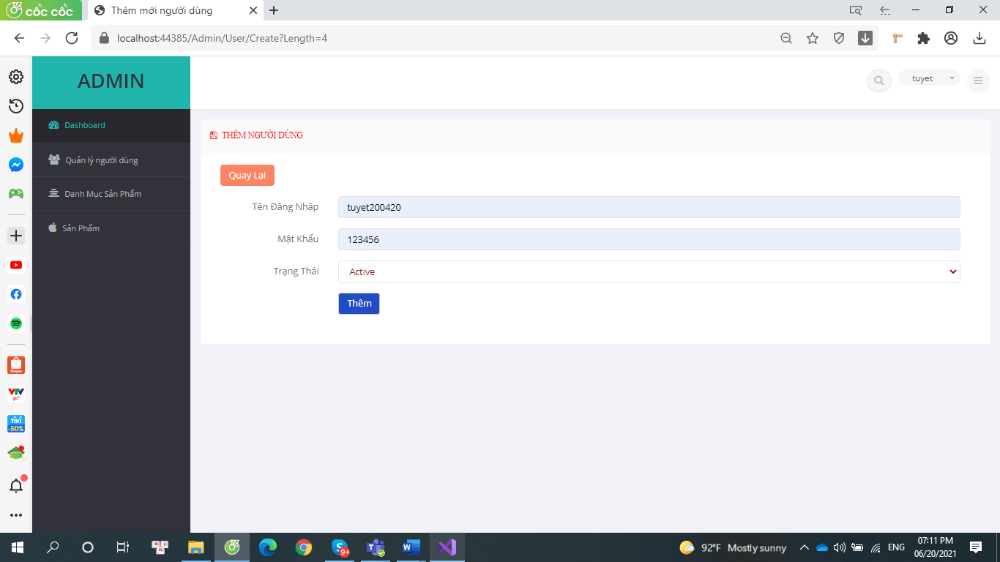 cốc cốc
Thêm mới người dùng
localhost:44385/Admin/User/Create?Length=4
ADMIN
tuyet
Dashboard
Quản lý người dùng
Danh Mục Sản Phẩm
Sản Phẩm
THÊM NGƯỜI DÙNG
Quay Lại
Tên Đăng Nhập
tuyet200420
Mật Khẩu
123456
Trạng Thái
Active
Thêm
Shopee
VTV
go
TIKI
-50%
9+
92°F Mostly sunny
ENG
07:11 PM
06/20/2021